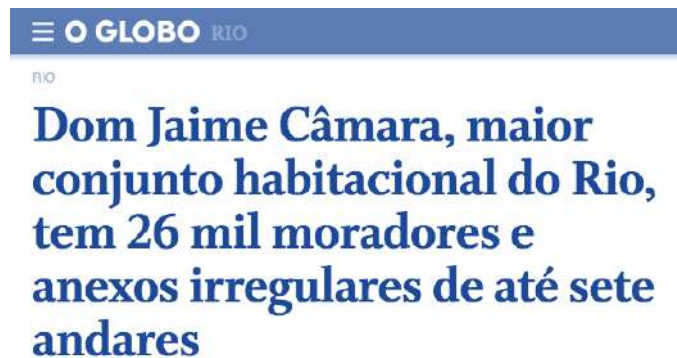 O GLOBO RIO
RIO
Dom Jaime Câmara, maior
conjunto habitacional do Rio,
tem 26 mil moradores e
anexos irregulares de até sete
andares